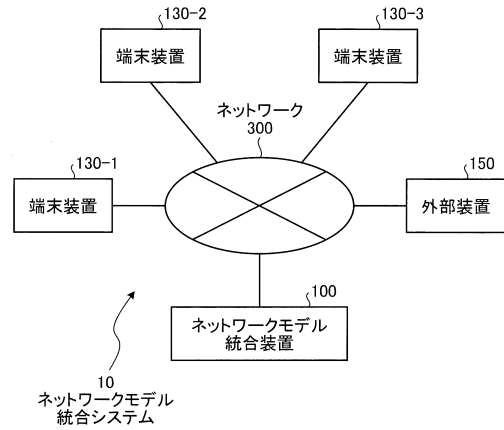 130-2
端末装置
130-3
端末装置
ネットワーク
300
130-1
端末装置
150
外部装置
100
ネットワークモデル
統合装置
10
ネットワークモデル
統合システム